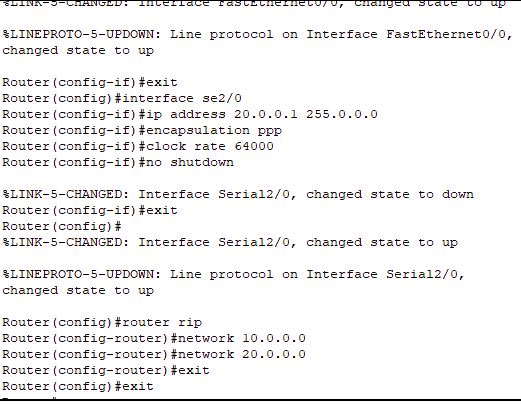 %LINK-5-CHANGED: Interface FastEthernet0/0, changed state to up
%LINEPROTO-5-UPDOWN: Line protocol on Interface FastEthernet0/0,
changed state to up
Router(config-if)#exit
Router(config)#interface se2/0
Router(config-if)#ip address 20.0.0.1 255.0.0.0
Router(config-if)#encapsulation ppp
Router(config-if)#clock rate 64000
Router(config-if)#no shutdown
%LINK-5-CHANGED: Interface Serial2/0, changed state to down
Router(config-if)#exit
Router(config)#
%LINK-5-CHANGED: Interface Serial2/0, changed state to up
%LINEPROTO-5-UPDOWN: Line protocol on Interface Serial2/0,
changed state to up
Router(config)#router rip
Router(config-router)#network 10.0.0.0
Router(config-router)#network 20.0.0.0
Router(config-router)#exit
Router(config)#exit